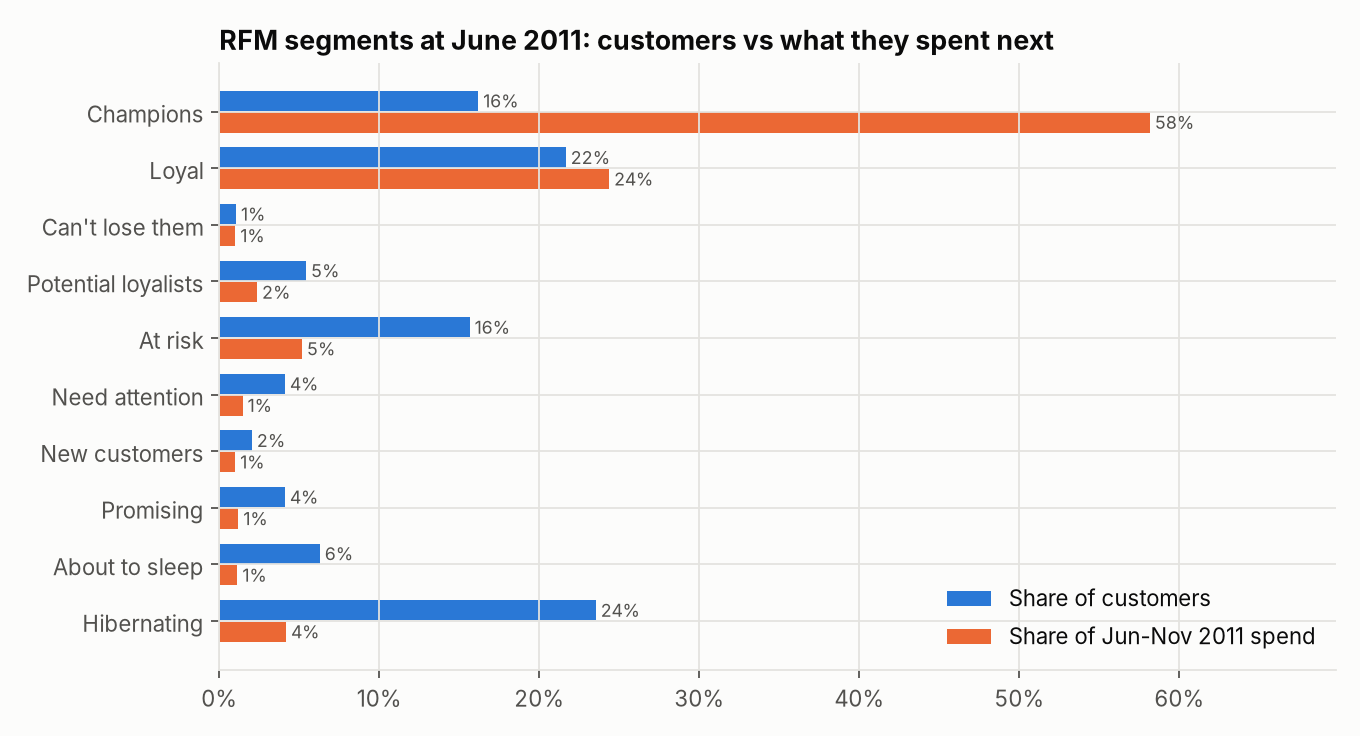 RFM segments at June 2011: customers vs what they spent next
Champions
16%
58%
Loyal
22%
24%
Can't lose them
1%
1%
Potential loyalists
5%
2%
At risk
16%
5%
Need attention
4%
1%
New customers
2%
1%
Promising
4%
1%
About to sleep
6%
1%
Hibernating
24%
4%
Share of customers
Share of Jun-Nov 2011 spend
0% 10% 20% 30% 40% 50% 60%